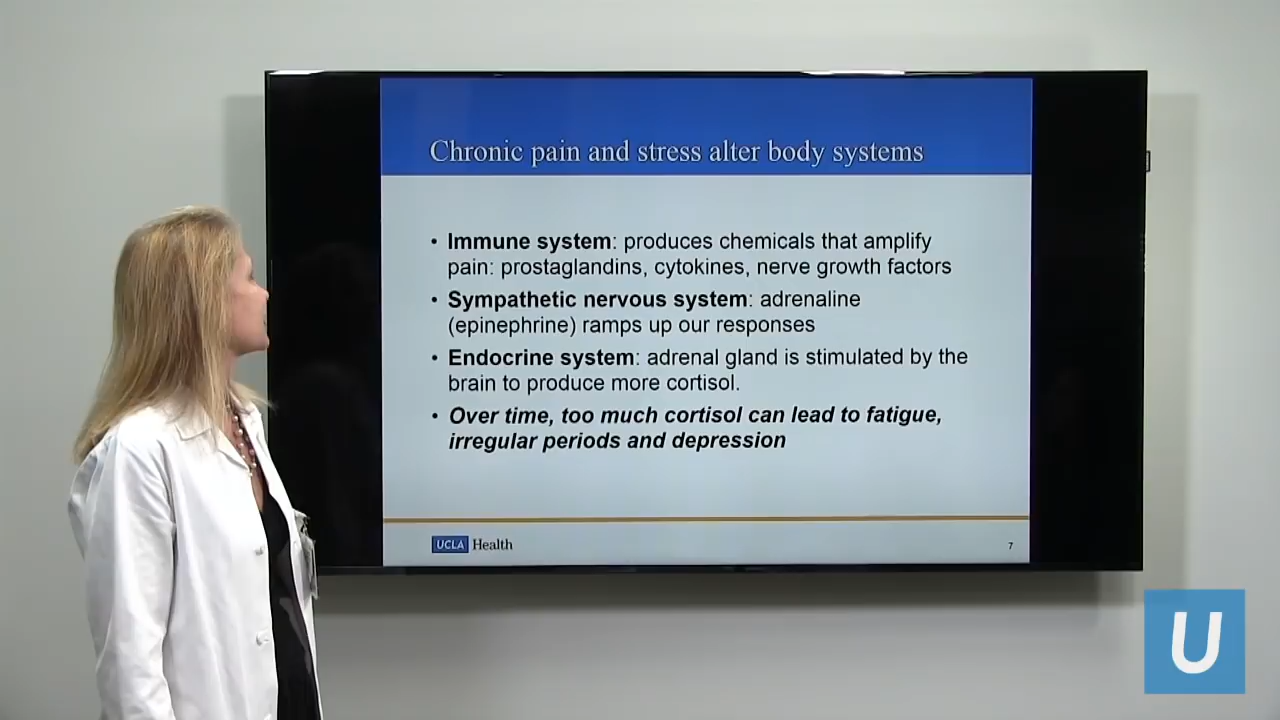 Chronic pain and stress alter body systems
• Immune system: produces chemicals that amplify
pain: prostaglandins, cytokines, nerve growth factors
• Sympathetic nervous system: adrenaline
(epinephrine) ramps up our responses
• Endocrine system: adrenal gland is stimulated by the
brain to produce more cortisol.
• Over time, too much cortisol can lead to fatigue,
irregular periods and depression
UCLA Health
7
U